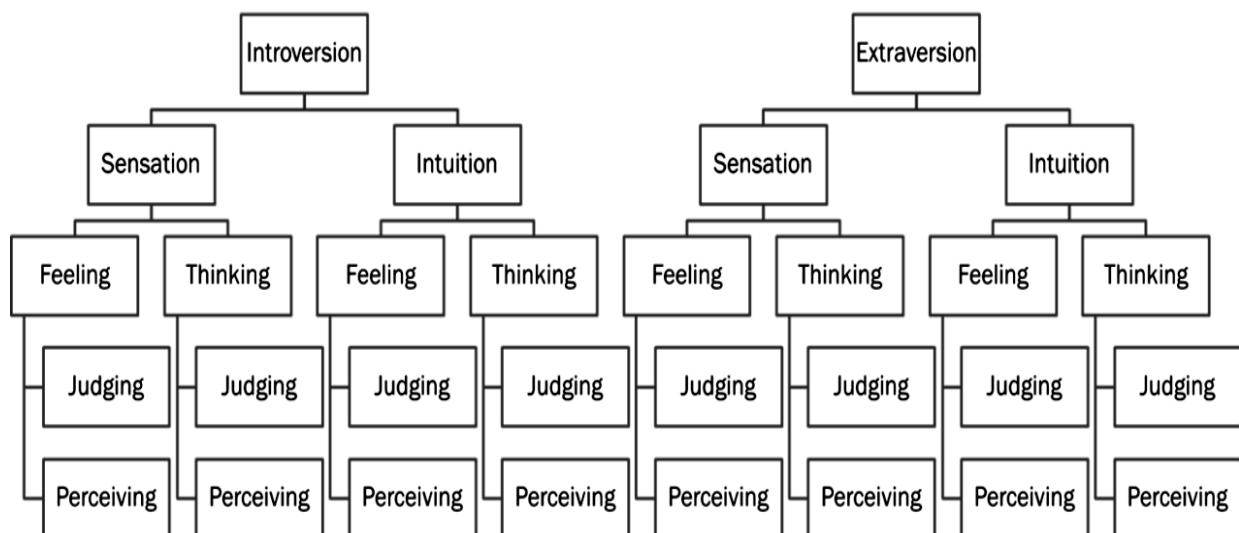 Introversion Extraversion
Sensation Intuition Sensation Intuition
Feeling Thinking Feeling Thinking Feeling Thinking Feeling Thinking
Judging Judging Judging Judging Judging Judging Judging Judging
Perceiving Perceiving Perceiving Perceiving Perceiving Perceiving Perceiving Perceiving